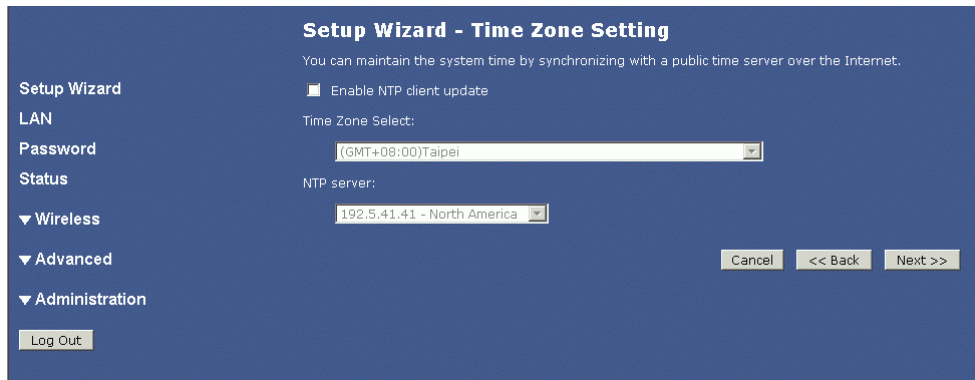 Setup Wizard - Time Zone Setting
You can maintain the system time by synchronizing with a public time server over the Internet.
Setup Wizard
LAN
Password
Status
Wireless
Advanced
Administration
Log Out
Enable NTP client update
Time Zone Select:
(GMT+08:00)Taipei
NTP server:
192.5.41.41 - North America
Cancel
<< Back
Next >>